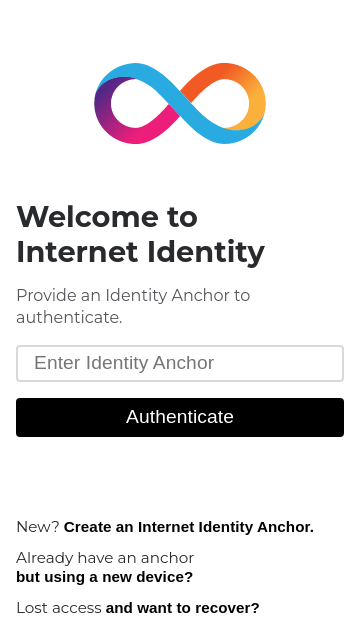 Welcome to
Internet Identity
Provide an Identity Anchor to
authenticate.
Enter Identity Anchor
Authenticate
New? Create an Internet Identity Anchor.
Already have an anchor
but using a new device?
Lost access and want to recover?